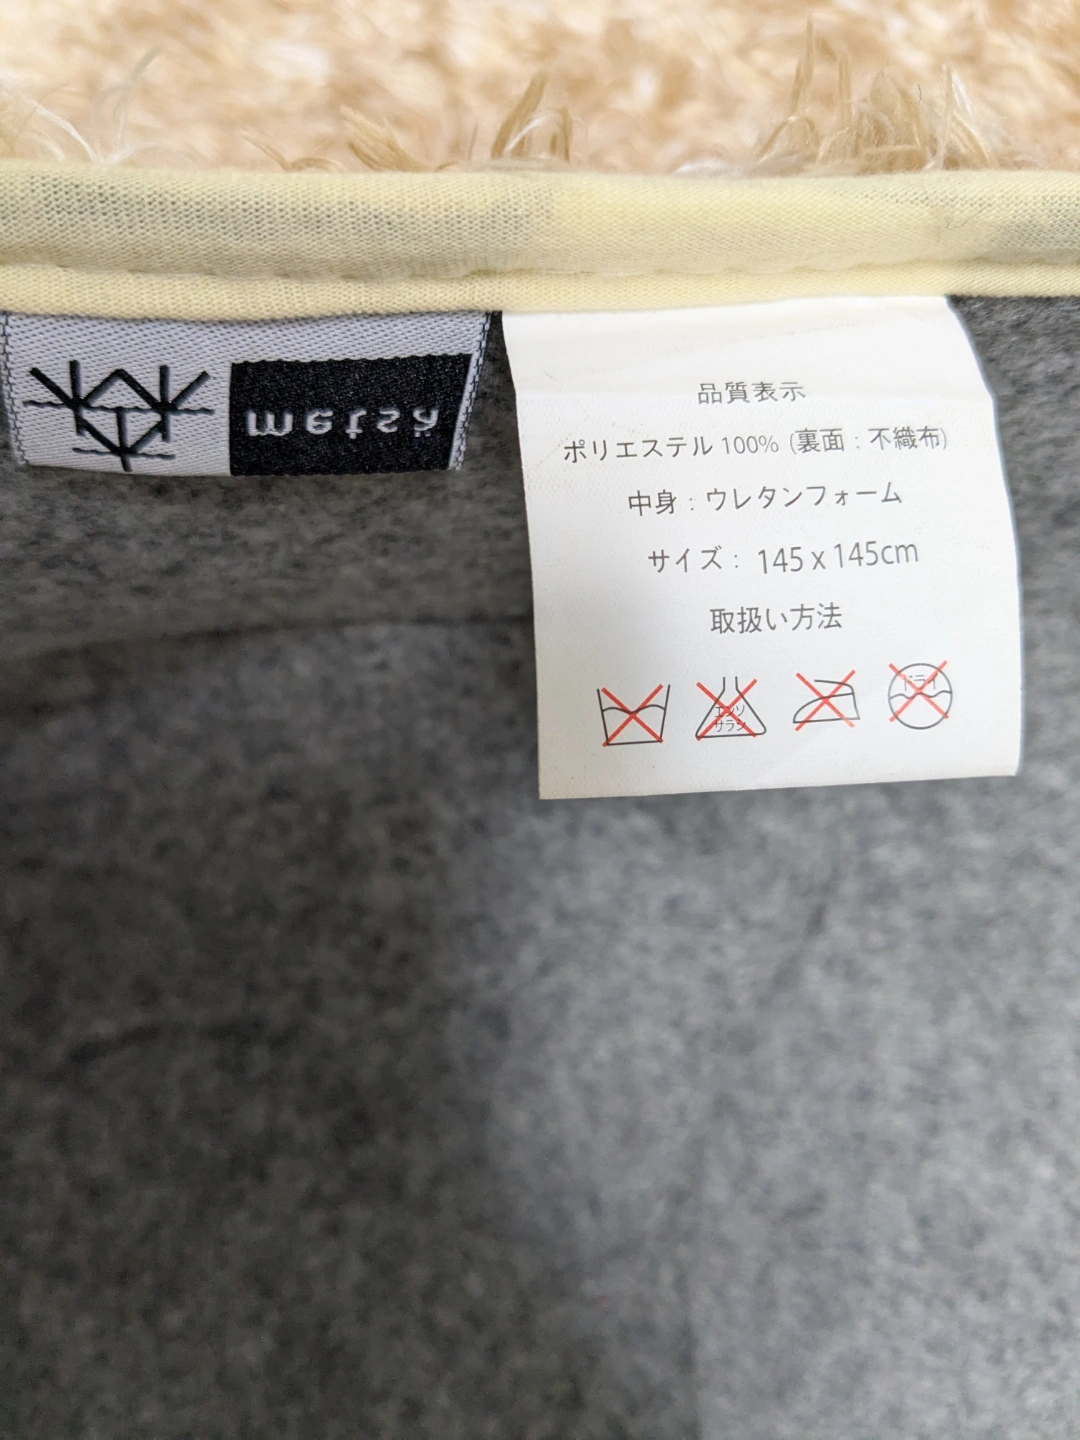 metsä
品質表示
ポリエステル 100% (裏面 : 不織布)
中身 : ウレタンフォーム
サイズ : 145 x 145cm
取扱い方法
エンソ
サラシ
ドライ